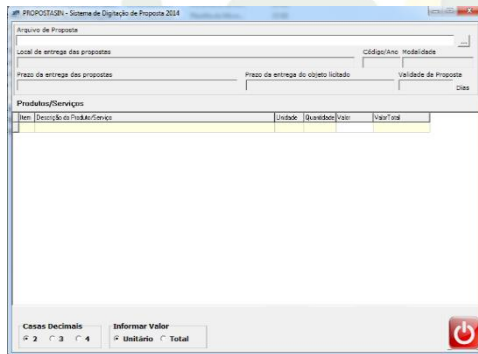 PROPOSTASIN - Sistema de Digitação de Proposta 2014
Arquivo de Proposta
...
Local de entrega das propostas Código/Ano Modalidade
Prazo da entrega das propostas Prazo da entrega do objeto licitado Validade da Proposta
Dias
Produtos/Serviços
Item Descrição do Produto/Serviço Unidade Quantidade Valor ValorTotal
Casas Decimais Informar Valor
2 3 4 Unitário Total